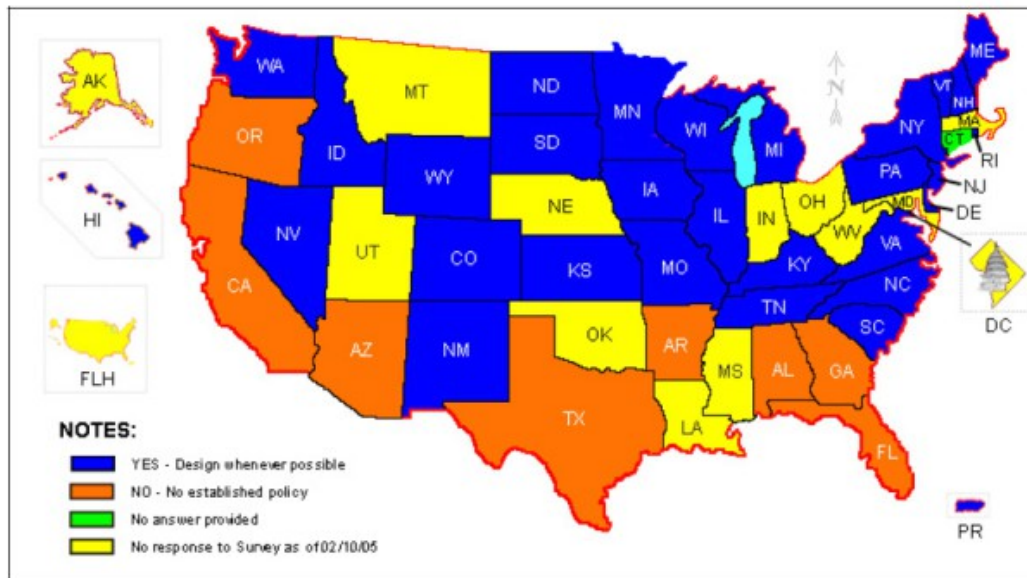 ME
WA
VT
AK
MT
ND
NH
MN
MA
OR
NY
WI
CT
ID
SD
MI
RI
WY
PA
IA
NJ
NE
OH
DE
HI
IL
IN
MD
NV
WV
UT
CO
VA
KS
MO
KY
CA
NC
TN
DC
OK
SC
AZ
NM
AR
MS
AL
GA
FLH
TX
LA
FL
NOTES:
YES - Design whenever possible
NO - No established policy
No answer provided
No response to Survey as of 02/10/05
PR
N